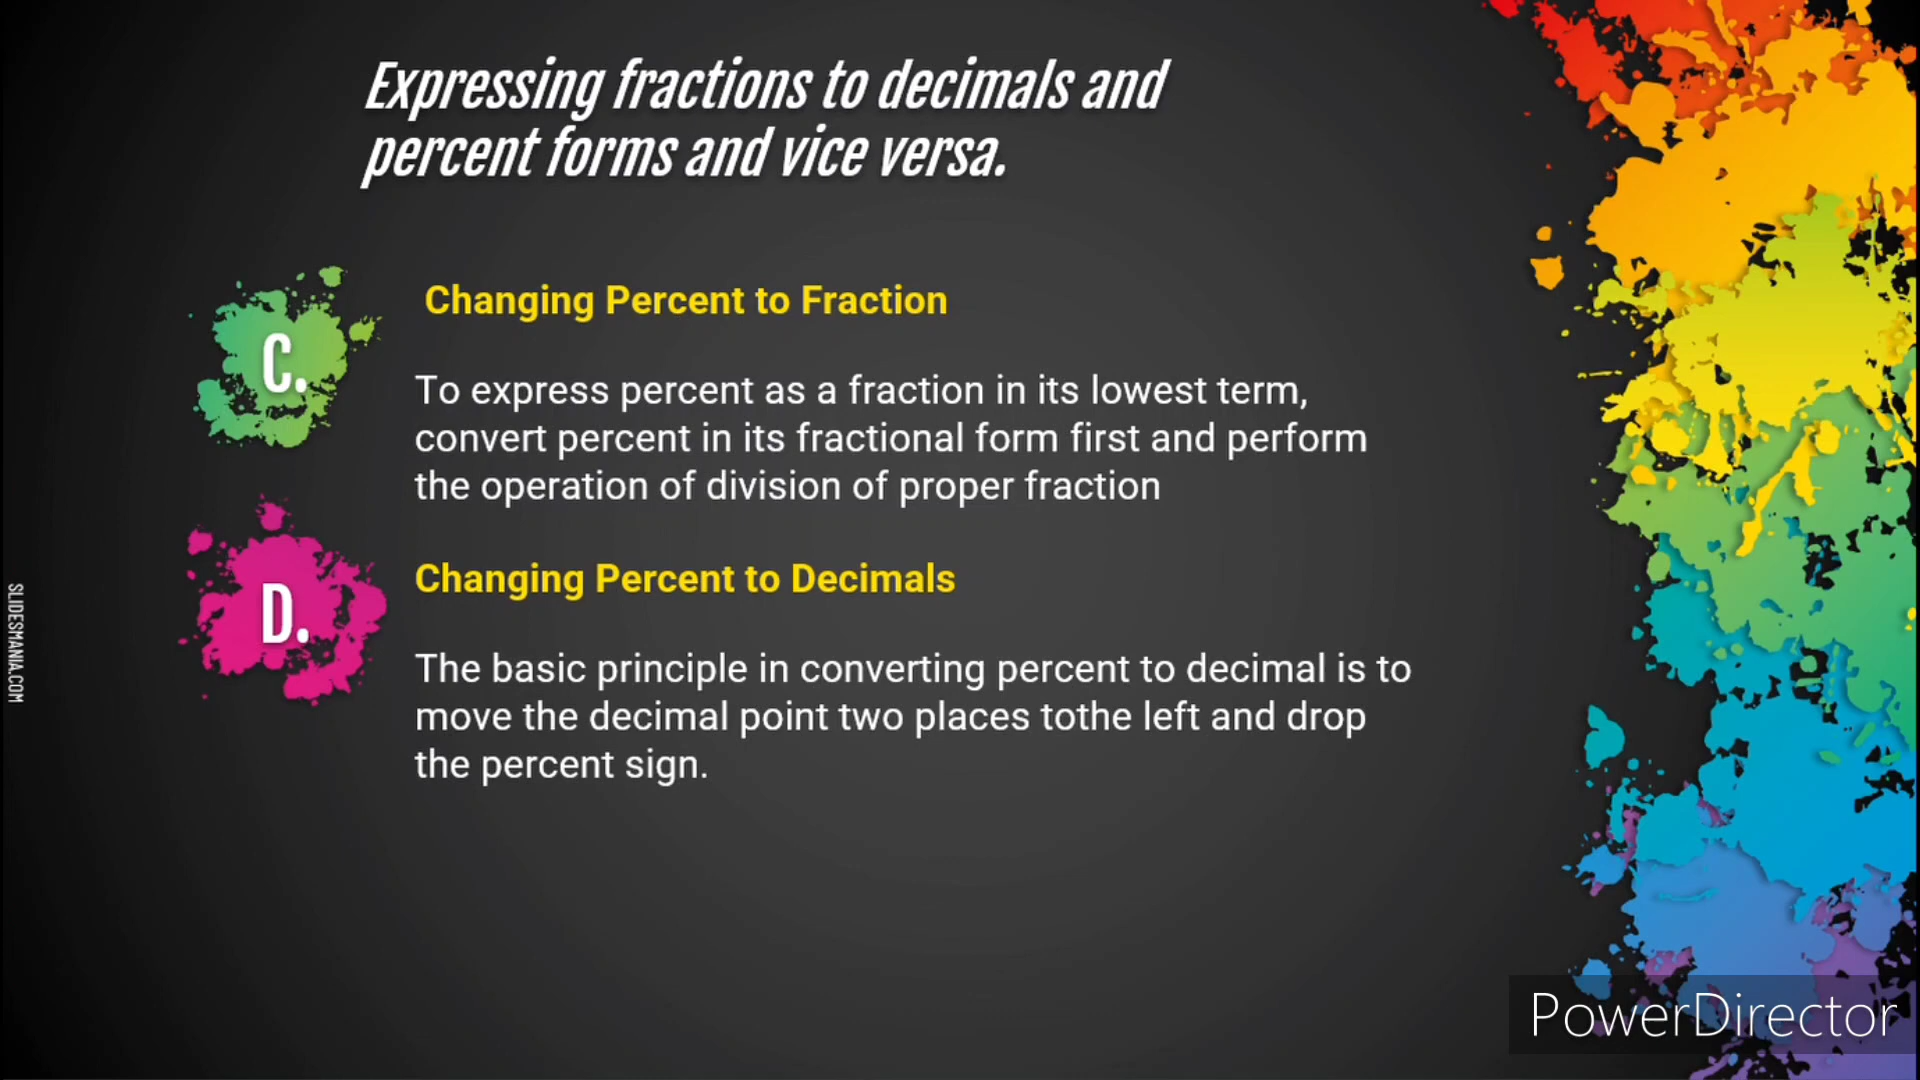 Expressing fractions to decimals and
percent forms and vice versa.
C.
Changing Percent to Fraction
To express percent as a fraction in its lowest term,
convert percent in its fractional form first and perform
the operation of division of proper fraction
D.
Changing Percent to Decimals
The basic principle in converting percent to decimal is to
move the decimal point two places tothe left and drop
the percent sign.
SLIDESMANIA.COM
PowerDirector